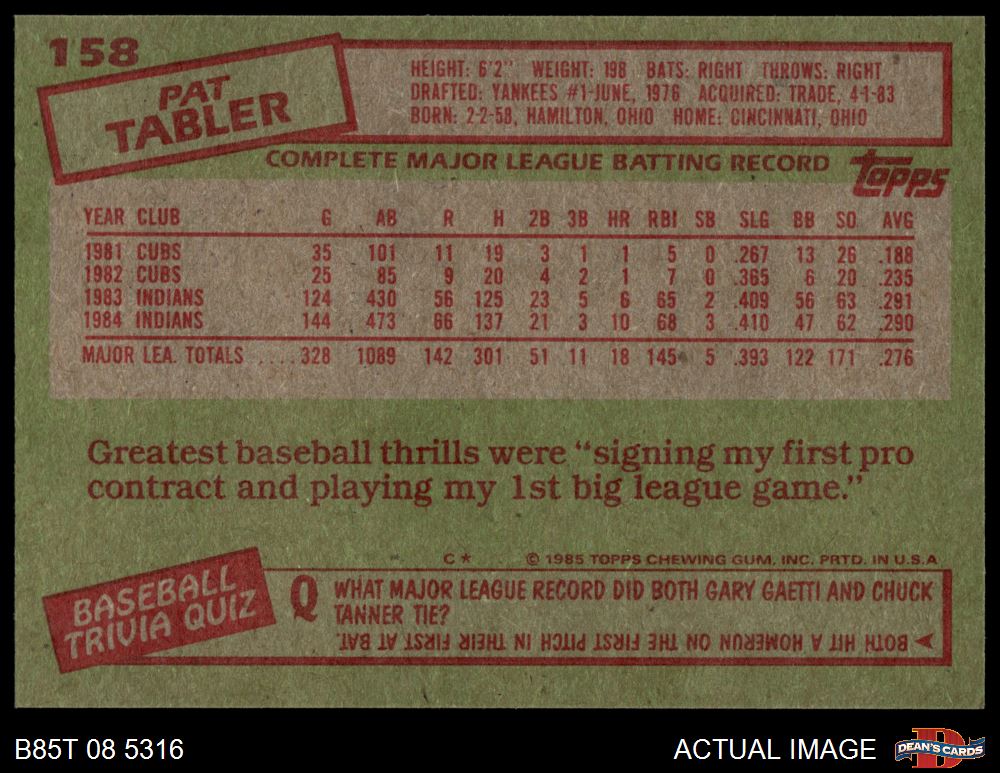 158
PAT
TABLER
HEIGHT: 6'2" WEIGHT: 198 BATS: RIGHT THROWS: RIGHT
DRAFTED: YANKEES #1-JUNE, 1976 ACQUIRED: TRADE, 4-1-83
BORN: 2-2-58, HAMILTON, OHIO HOME: CINCINNATI, OHIO
COMPLETE MAJOR LEAGUE BATTING RECORD
Topps
YEAR CLUB G AB R H 2B 3B HR RBI SB SLG BB SO AVG
1981 CUBS 35 101 11 19 3 1 1 5 0 .267 13 26 .188
1982 CUBS 25 85 9 20 4 2 1 7 0 .365 6 20 .235
1983 INDIANS 124 430 56 125 23 5 6 65 2 .409 56 63 .291
1984 INDIANS 144 473 66 137 21 3 10 68 3 .410 47 62 .290
MAJOR LEA. TOTALS .... 328 1089 142 301 51 11 18 145 5 .393 122 171 .276
Greatest baseball thrills were "signing my first pro
contract and playing my 1st big league game."
C* © 1985 TOPPS CHEWING GUM, INC. PRTD. IN U.S.A
BASEBALL
TRIVIA QUIZ
Q WHAT MAJOR LEAGUE RECORD DID BOTH GARY GAETTI AND CHUCK
TANNER TIE?
BOTH HIT A HOMERUN ON THE FIRST PITCH IN THEIR FIRST AT BAT.
B85T 08 5316
ACTUAL IMAGE
D
DEAN'S CARDS